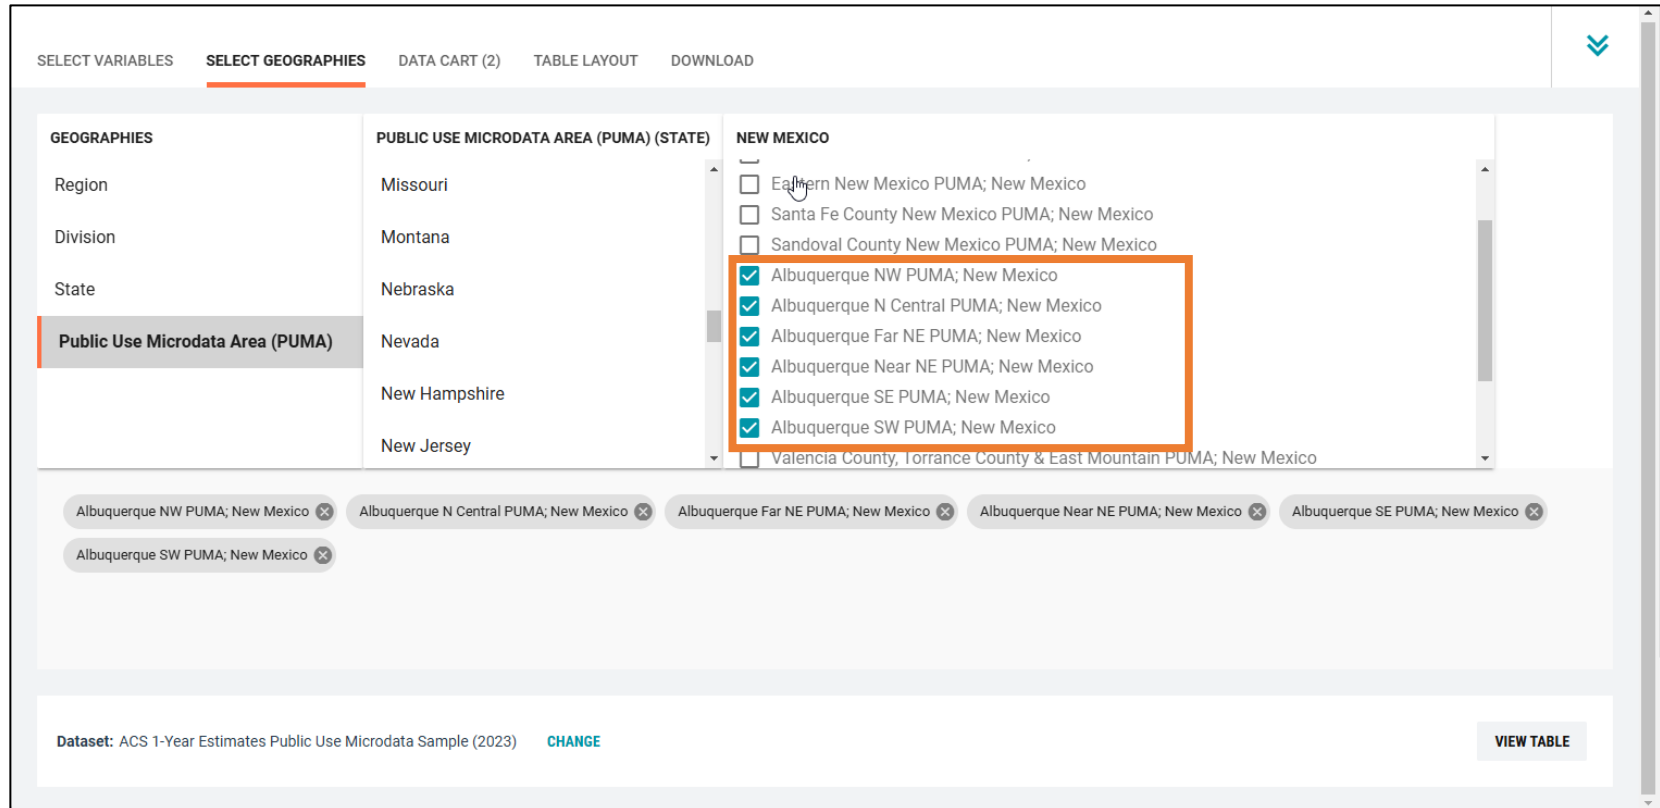 SELECT VARIABLES SELECT GEOGRAPHIES DATA CART (2) TABLE LAYOUT DOWNLOAD
GEOGRAPHIES
Region
Division
State
Public Use Microdata Area (PUMA)
PUBLIC USE MICRODATA AREA (PUMA) (STATE)
Missouri
Montana
Nebraska
Nevada
New Hampshire
New Jersey
NEW MEXICO
Eastern New Mexico PUMA; New Mexico
Santa Fe County New Mexico PUMA; New Mexico
Sandoval County New Mexico PUMA; New Mexico
Albuquerque NW PUMA; New Mexico
Albuquerque N Central PUMA; New Mexico
Albuquerque Far NE PUMA; New Mexico
Albuquerque Near NE PUMA; New Mexico
Albuquerque SE PUMA; New Mexico
Albuquerque SW PUMA; New Mexico
Valencia County, Torrance County & East Mountain PUMA; New Mexico
Albuquerque NW PUMA; New Mexico Albuquerque N Central PUMA; New Mexico Albuquerque Far NE PUMA; New Mexico Albuquerque Near NE PUMA; New Mexico Albuquerque SE PUMA; New Mexico
Albuquerque SW PUMA; New Mexico
Dataset: ACS 1-Year Estimates Public Use Microdata Sample (2023) CHANGE VIEW TABLE